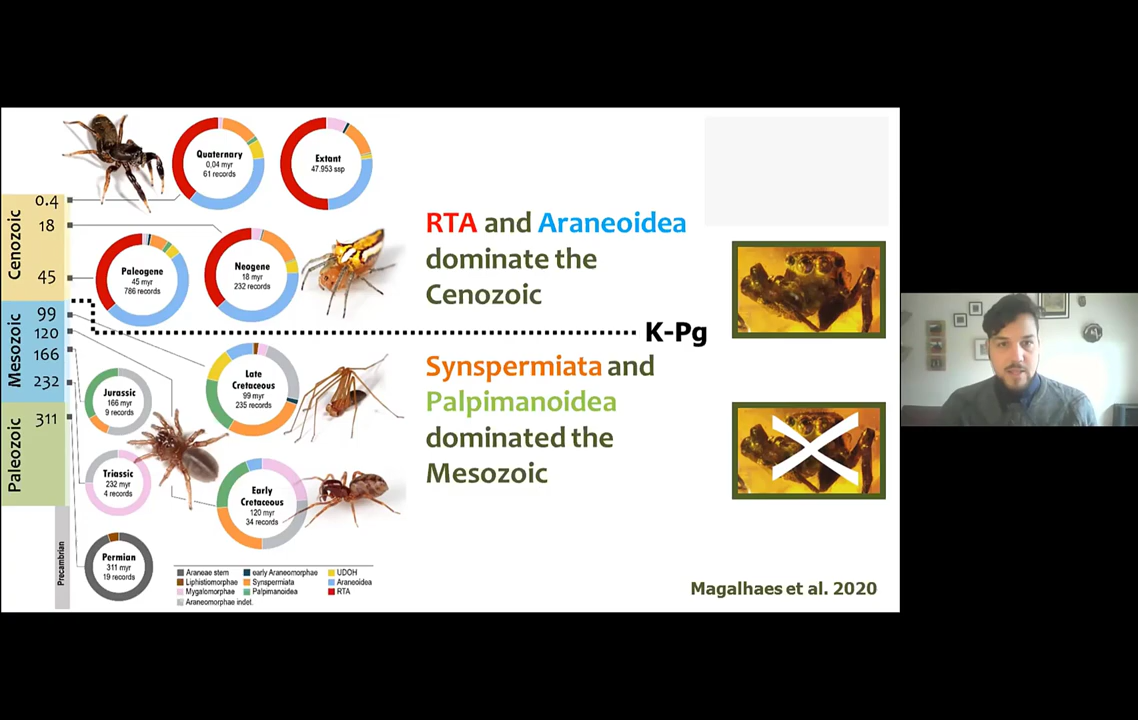 Quaternary
0,04 myr
61 records
Extant
47.953 ssp
Cenozoic
0.4
18
45
Paleogene
45 myr
786 records
Neogene
18 myr
232 records
RTA and Araneoidea
dominate the
Cenozoic
K-Pg
Mesozoic
99
120
166
232
Jurassic
166 myr
9 records
Late
Cretaceous
99 myr
235 records
Synspermiata and
Palpimanoidea
dominated the
Mesozoic
Paleozoic
311
Triassic
232 myr
4 records
Early
Cretaceous
120 myr
34 records
Precambrian
Permian
311 myr
19 records
Araneae stem
Liphistiomorphae
Mygalomorphae
Araneomorphae indet.
early Araneomorphae
Synspermiata
Palpimanoidea
UDOH
Araneoidea
RTA
Magalhaes et al. 2020